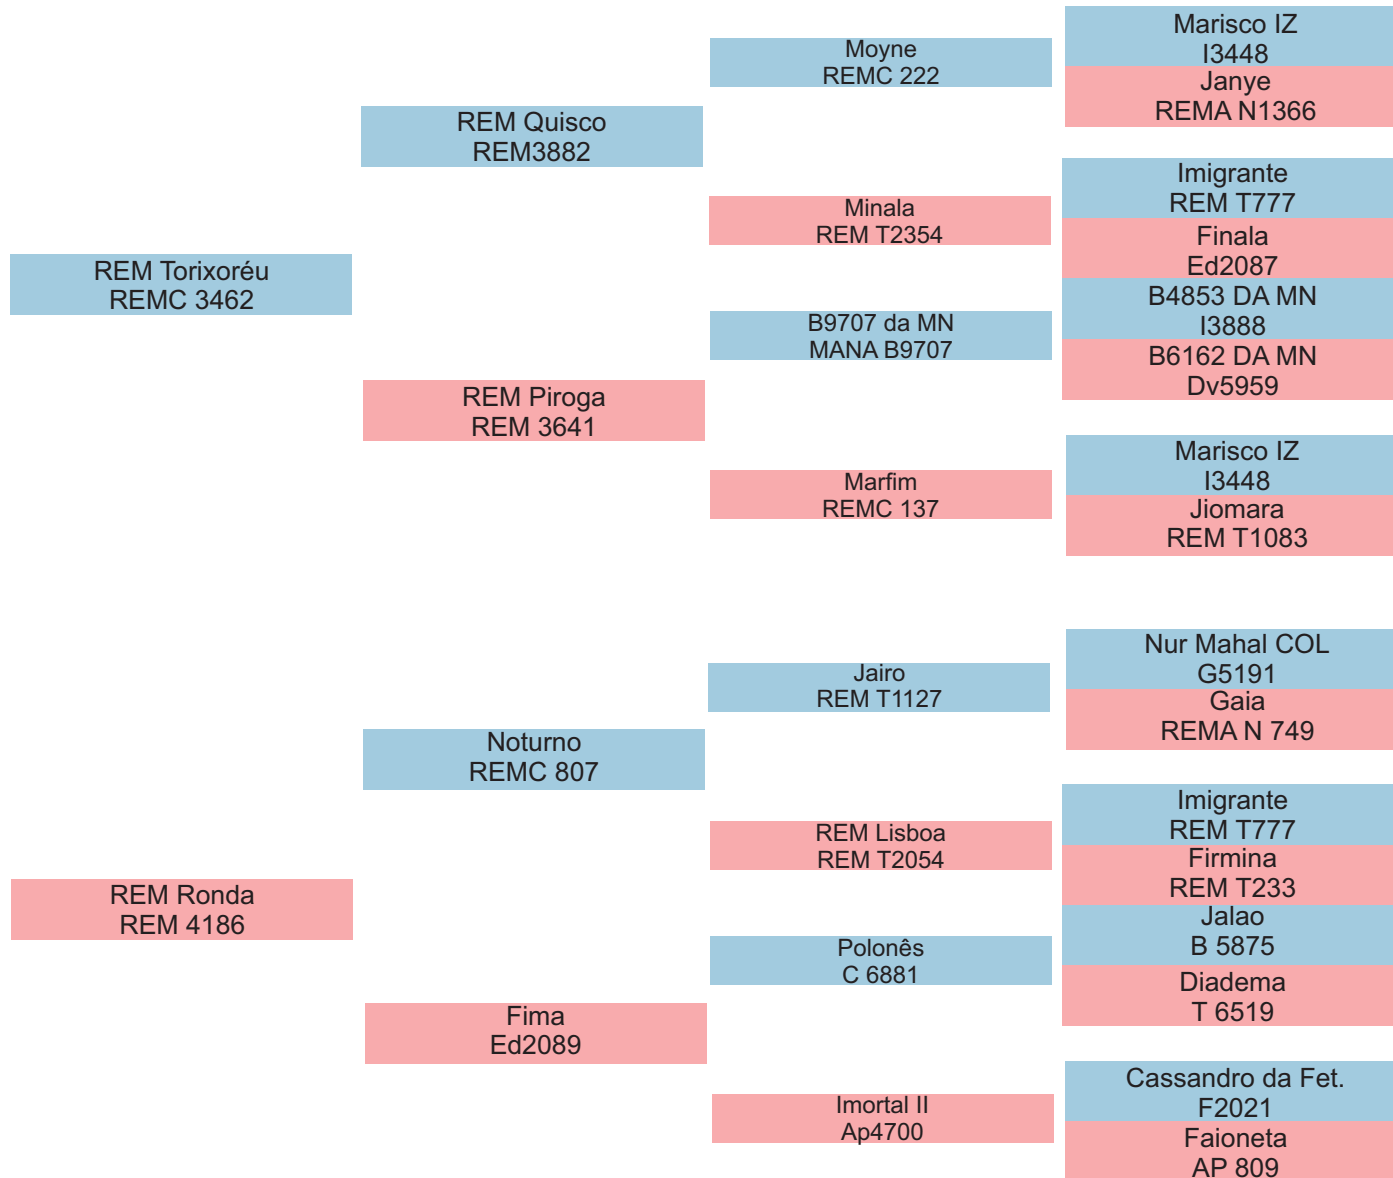 Marisco IZ
I3448
Moyne
REMC 222
Janye
REMA N1366
REM Quisco
REM3882
Imigrante
REM T777
Minala
REM T2354
Finala
Ed2087
REM Torixoréu
REMC 3462
B4853 DA MN
I3888
B9707 da MN
MANA B9707
B6162 DA MN
Dv5959
REM Piroga
REM 3641
Marisco IZ
I3448
Marfim
REMC 137
Jiomara
REM T1083
Nur Mahal COL
G5191
Jairo
REM T1127
Gaia
REMA N 749
Noturno
REMC 807
Imigrante
REM T777
REM Lisboa
REM T2054
Firmina
REM T233
REM Ronda
REM 4186
Jalao
B 5875
Polonês
C 6881
Diadema
T 6519
Fima
Ed2089
Cassandro da Fet.
F2021
Imortal II
Ap4700
Faioneta
AP 809